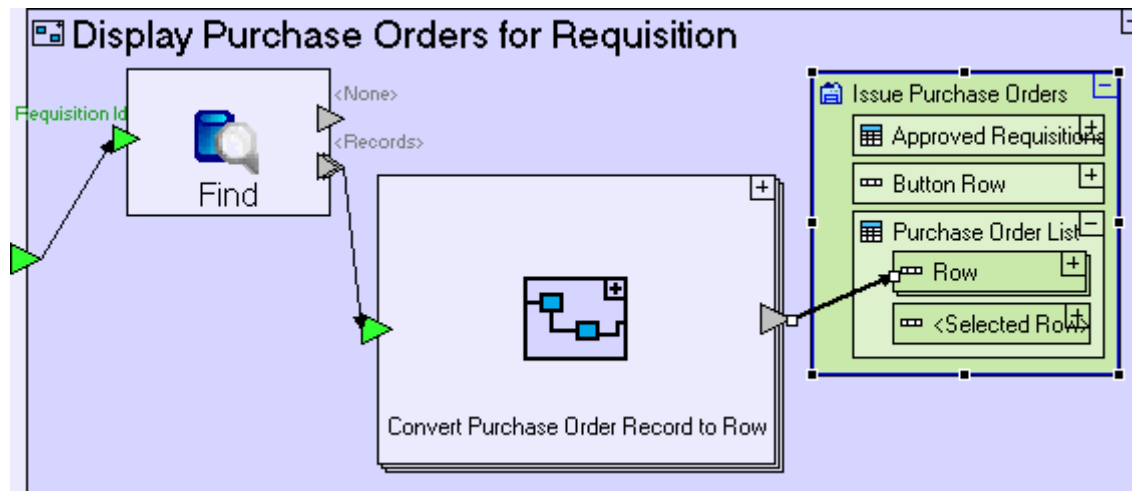 Display Purchase Orders for Requisition
Requisition Id
<None>
<Records>
Find
Convert Purchase Order Record to Row
Issue Purchase Orders
Approved Requisitions
Button Row
Purchase Order List
Row
<Selected Row>